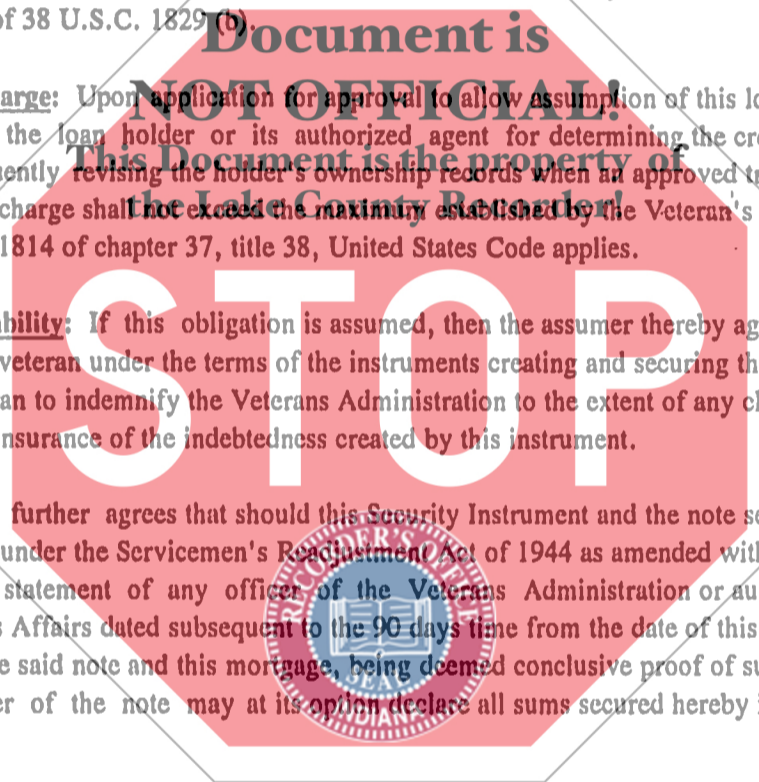 of 38 U.S.C. 1829 (b).
Document is
NOT OFFICIAL!
arge: Upon application for approval to allow assumption of this lo
the loan holder or its authorized agent for determining the cre
This Document is the property of
ently revising the holder's ownership records when an approved tr
the Lake County Recorder!
charge shall not exceed the maximum established by the Veteran's
1814 of chapter 37, title 38, United States Code applies.
STOP
bility: If this obligation is assumed, then the assumer thereby ag
veteran under the terms of the instruments creating and securing th
an to indemnify the Veterans Administration to the extent of any cl
nsurance of the indebtedness created by this instrument.
further agrees that should this Security Instrument and the note se
under the Servicemen's Readjustment Act of 1944 as amended with
statement of any officer of the Veterans Administration or au
s Affairs dated subsequent to the 90 days time from the date of this
e said note and this mortgage, being deemed conclusive proof of su
er of the note may at its option declare all sums secured hereby i
RECORDER'S OFFICE
SEAL
INDIANA